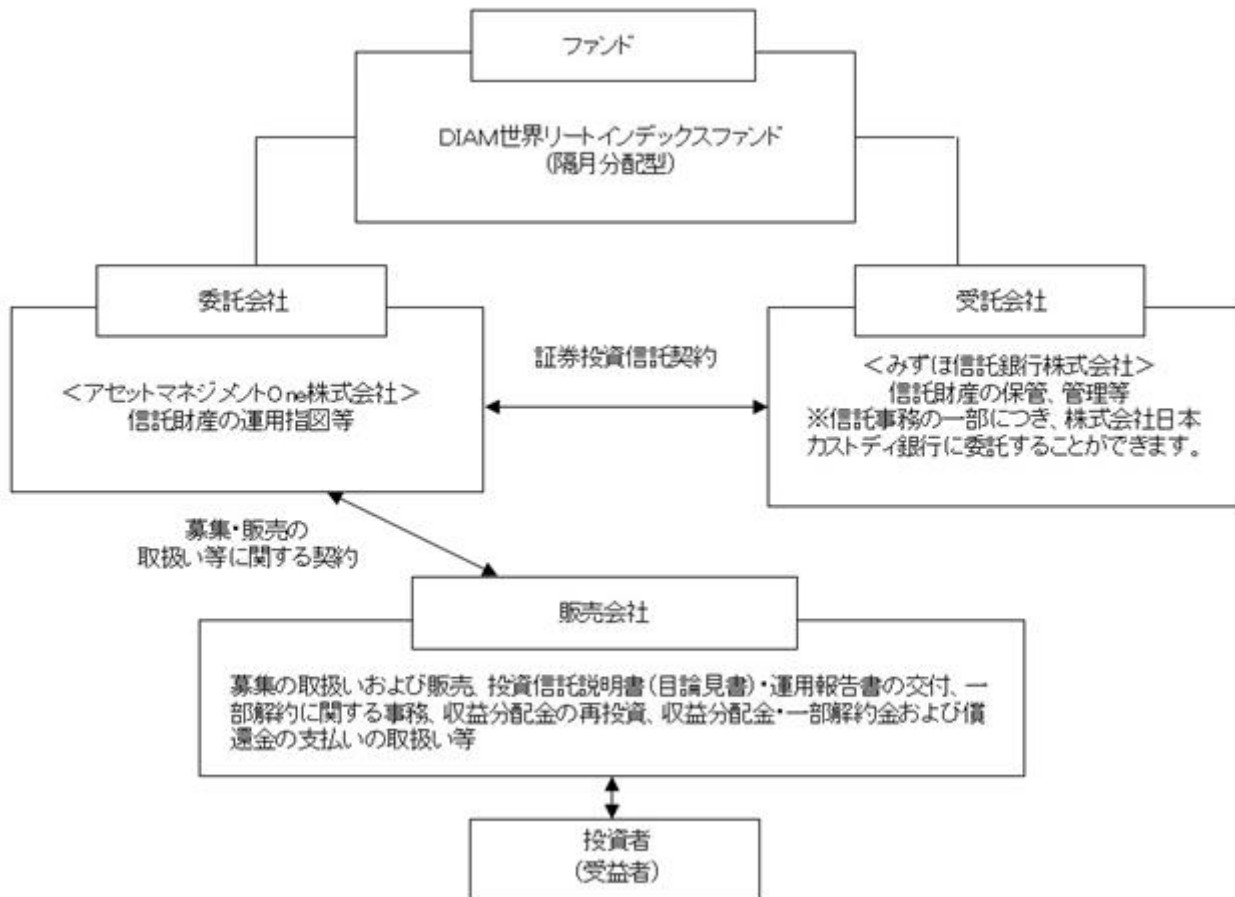 ファンド
DIAM世界リートインデックスファンド
(隔月分配型)
委託会社
<アセットマネジメントOne株式会社>
信託財産の運用指図等
証券投資信託契約
受託会社
<みずほ信託銀行株式会社>
信託財産の保管、管理等
※信託事務の一部につき、株式会社日本
カストディ銀行に委託することができます。
募集・販売の
取扱い等に関する契約
販売会社
募集の取扱いおよび販売、投資信託説明書(目論見書)・運用報告書の交付、一
部解約に関する事務、収益分配金の再投資、収益分配金・一部解約金および償
還金の支払いの取扱い等
投資者
(受益者)